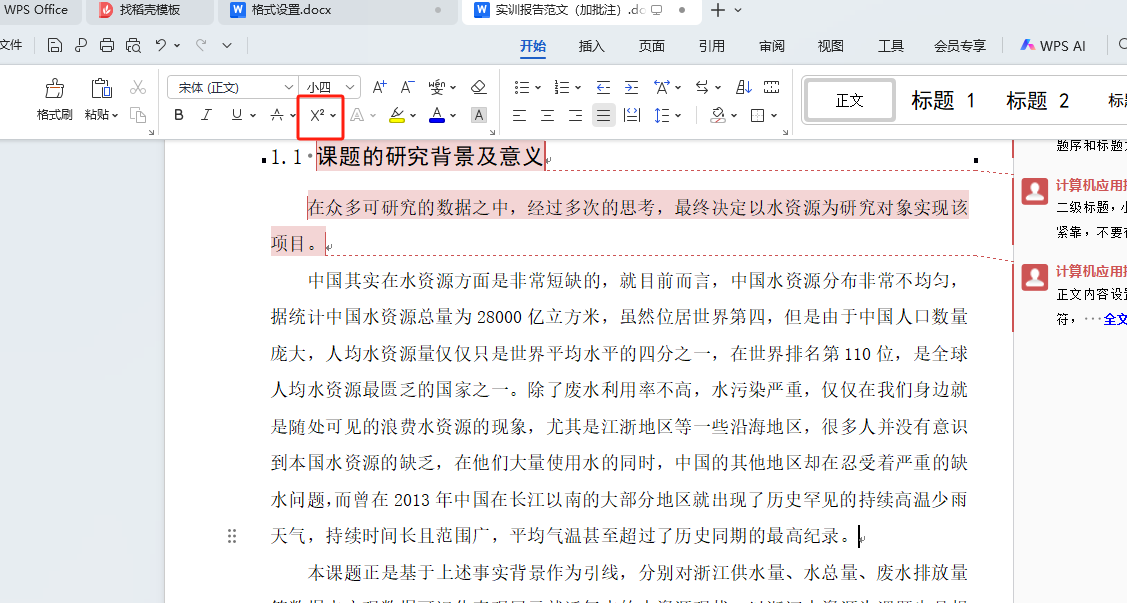 WPS Office 找稻壳模板 W 格式设置.docx W 实训报告范文（加批注）.do
文件 开始 插入 页面 引用 审阅 视图 工具 会员专享 WPS AI
格式刷 粘贴 宋体 (正文) 小四 A+ A- 
B I U A X² A A A 正文 标题 1 标题 2 标
1.1 课题的研究背景及意义
题序和标题
计算机应用
在众多可研究的数据之中，经过多次的思考，最终决定以水资源为研究对象实现该
二级标题，
项目。
紧靠，不要
计算机应用
中国其实在水资源方面是非常短缺的，就目前而言，中国水资源分布非常不均匀，
正文内容设
据统计中国水资源总量为 28000 亿立方米，虽然位居世界第四，但是由于中国人口数量
符，···全文
庞大，人均水资源量仅仅只是世界平均水平的四分之一，在世界排名第 110 位，是全球
人均水资源最匮乏的国家之一。除了废水利用率不高，水污染严重，仅仅在我们身边就
是随处可见的浪费水资源的现象，尤其是江浙地区等一些沿海地区，很多人并没有意识
到本国水资源的缺乏，在他们大量使用水的同时，中国的其他地区却在忍受着严重的缺
水问题，而曾在 2013 年中国在长江以南的大部分地区就出现了历史罕见的持续高温少雨
天气，持续时间长且范围广，平均气温甚至超过了历史同期的最高纪录。
本课题正是基于上述事实背景作为引线，分别对浙江供水量、水总量、废水排放量